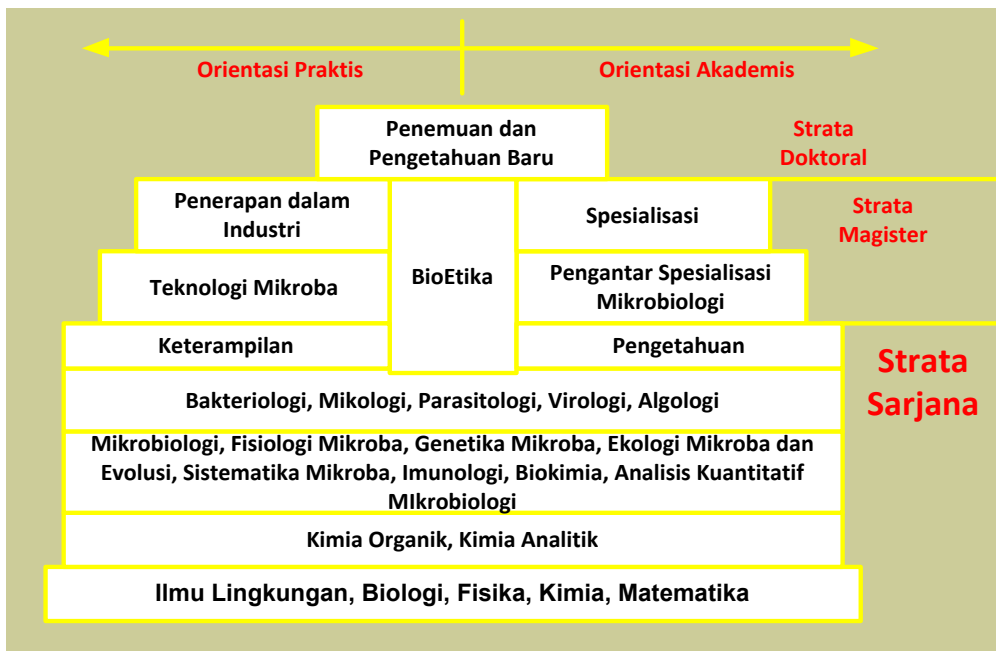 Orientasi Praktis
Orientasi Akademis
Penemuan dan
Pengetahuan Baru
Strata
Doktoral
Penerapan dalam
Industri
BioEtika
Spesialisasi
Strata
Magister
Teknologi Mikroba
Pengantar Spesialisasi
Mikrobiologi
Keterampilan
Pengetahuan
Strata
Sarjana
Bakteriologi, Mikologi, Parasitologi, Virologi, Algologi
Mikrobiologi, Fisiologi Mikroba, Genetika Mikroba, Ekologi Mikroba dan
Evolusi, Sistematika Mikroba, Imunologi, Biokimia, Analisis Kuantitatif
MIkrobiologi
Kimia Organik, Kimia Analitik
Ilmu Lingkungan, Biologi, Fisika, Kimia, Matematika